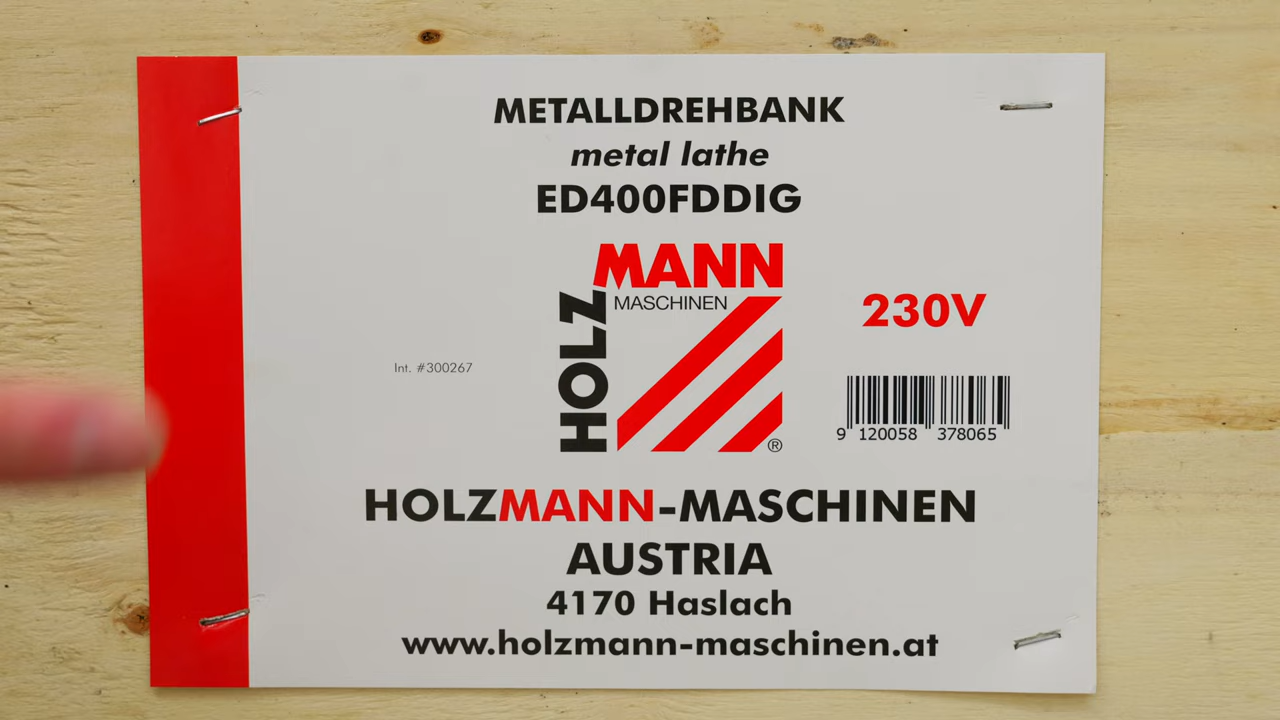 METALLDREHBANK
metal lathe
ED400FDDIG
MANN
MASCHINEN
HOLZ
®
230V
Int. #300267
9 120058 378065
HOLZMANN-MASCHINEN
AUSTRIA
4170 Haslach
www.holzmann-maschinen.at